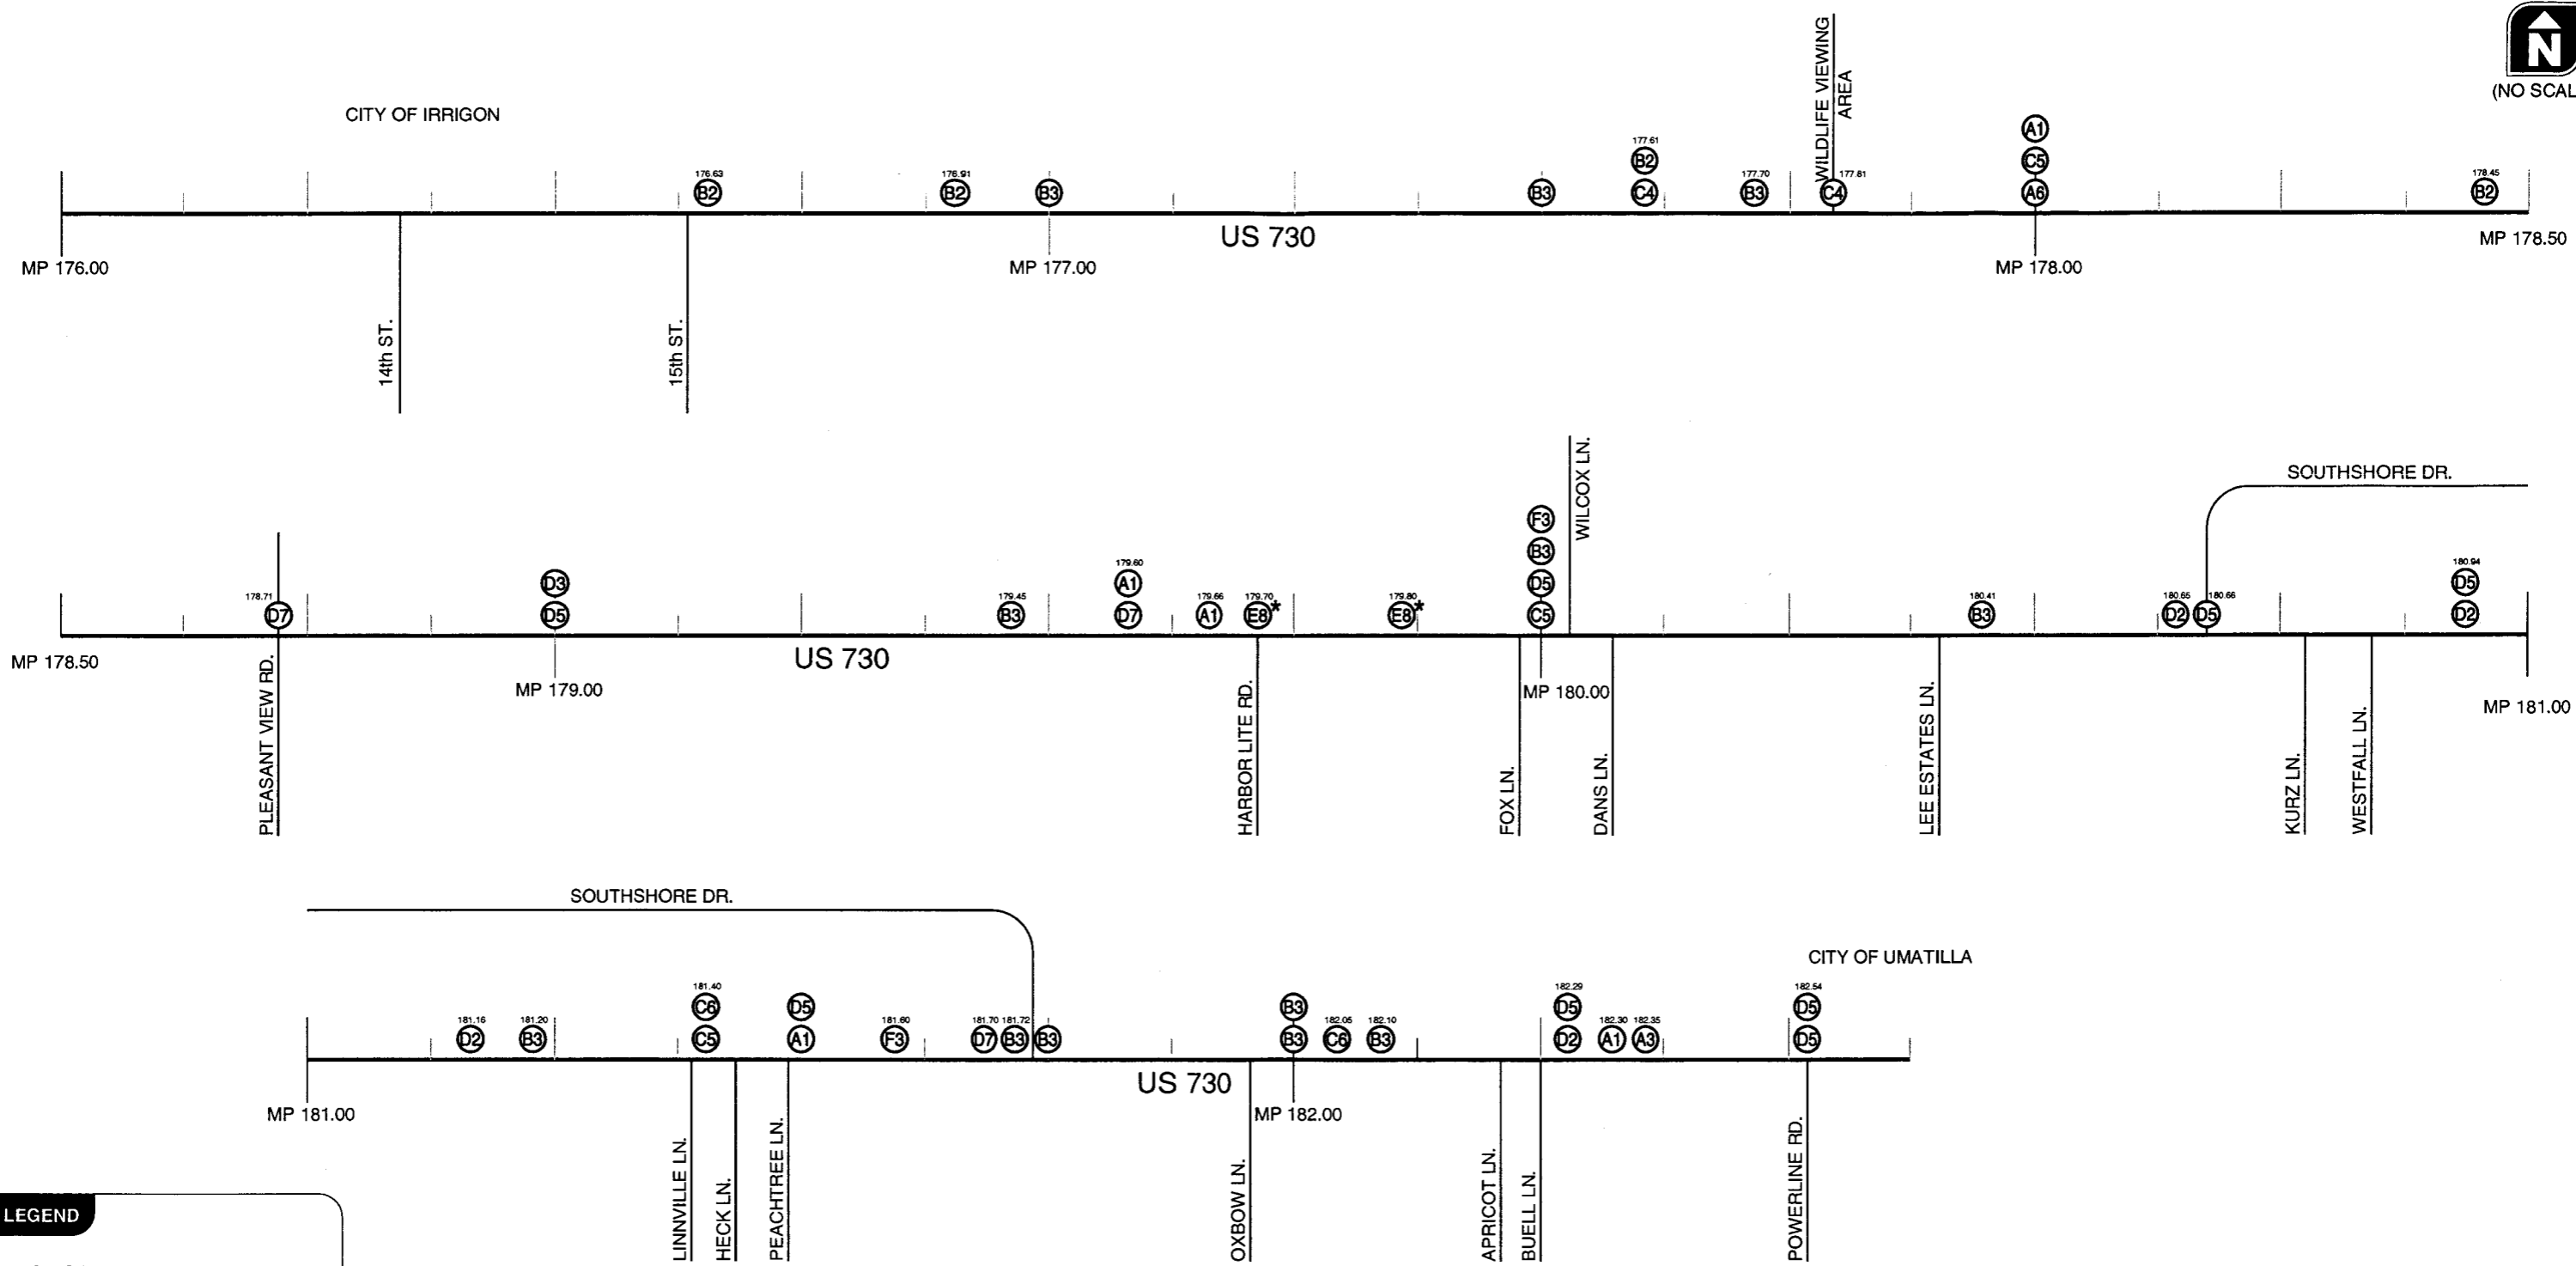 N
(NO SCAL
CITY OF IRRIGON
WILDLIFE VIEWING
AREA
176.63
B2
176.91
B2
B3
B3
177.61
B2
C4
177.70
B3
177.81
C4
A1
C5
A6
178.45
B2
US 730
MP 176.00
MP 177.00
MP 178.00
MP 178.50
14th ST.
15th ST.
WILCOX LN.
SOUTHSHORE DR.
178.71
D7
D3
D5
179.45
B3
179.60
A1
D7
179.66
A1
179.70
E8*
179.80
E8*
F3
B3
D5
C5
180.41
B3
180.65
D2
180.66
D5
180.94
D5
D2
MP 178.50
US 730
MP 179.00
MP 180.00
MP 181.00
PLEASANT VIEW RD.
HARBOR LITE RD.
FOX LN.
DANS LN.
LEE ESTATES LN.
KURZ LN.
WESTFALL LN.
SOUTHSHORE DR.
CITY OF UMATILLA
181.16
D2
181.20
B3
181.40
C6
C5
D5
A1
181.60
F3
181.70
D7
181.72
B3
B3
B3
B3
182.05
C6
182.10
B3
182.29
D5
D2
182.30
A1
182.35
A3
182.54
D5
D5
US 730
MP 181.00
MP 182.00
LINNVILLE LN.
HECK LN.
PEACHTREE LN.
OXBOW LN.
APRICOT LN.
BUELL LN.
POWERLINE RD.
LEGEND